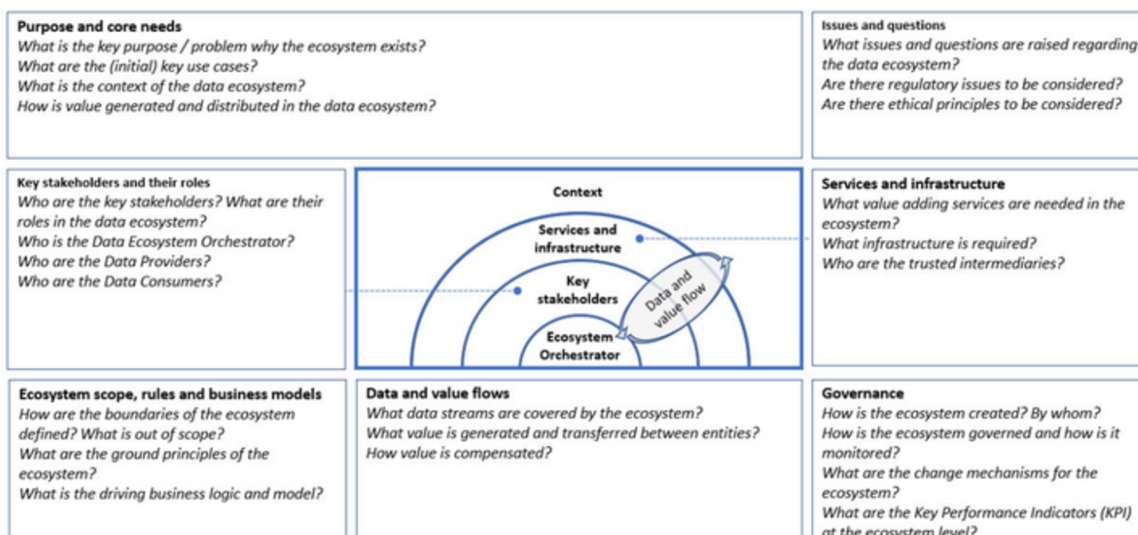 Purpose and core needs
What is the key purpose / problem why the ecosystem exists?
What are the (initial) key use cases?
What is the context of the data ecosystem?
How is value generated and distributed in the data ecosystem?
Issues and questions
What issues and questions are raised regarding
the data ecosystem?
Are there regulatory issues to be considered?
Are there ethical principles to be considered?
Key stakeholders and their roles
Who are the key stakeholders? What are their
roles in the data ecosystem?
Who is the Data Ecosystem Orchestrator?
Who are the Data Providers?
Who are the Data Consumers?
Context
Services and
infrastructure
Key
stakeholders
Ecosystem
Orchestrator
Data and
value flow
Services and infrastructure
What value adding services are needed in the
ecosystem?
What infrastructure is required?
Who are the trusted intermediaries?
Ecosystem scope, rules and business models
How are the boundaries of the ecosystem
defined? What is out of scope?
What are the ground principles of the
ecosystem?
What is the driving business logic and model?
Data and value flows
What data streams are covered by the ecosystem?
What value is generated and transferred between entities?
How value is compensated?
Governance
How is the ecosystem created? By whom?
How is the ecosystem governed and how is it
monitored?
What are the change mechanisms for the
ecosystem?
What are the Key Performance Indicators (KPI)
at the ecosystem level?